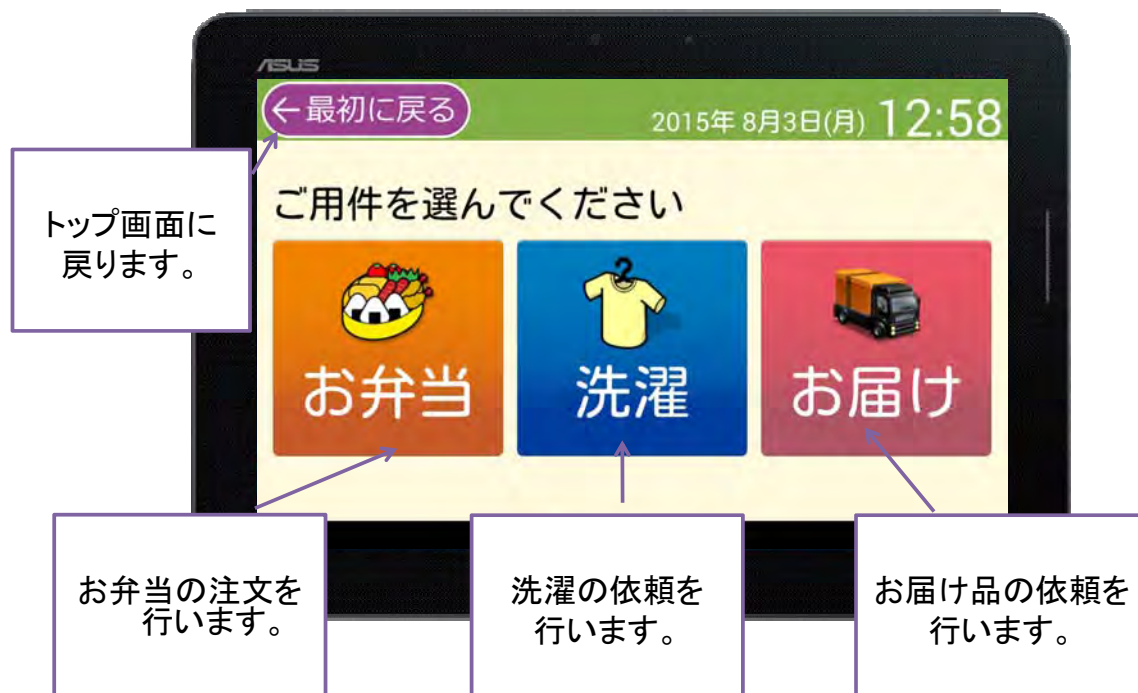 ASUS
←最初に戻る
2015年 8月3日(月) 12:58
トップ画面に
戻ります。
ご用件を選んでください
お弁当
洗濯
お届け
お弁当の注文を
行います。
洗濯の依頼を
行います。
お届け品の依頼を
行います。